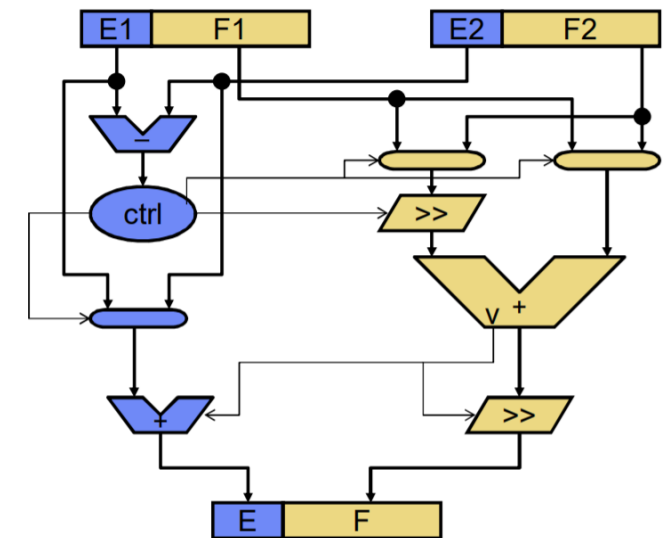 E1 F1 E2 F2
−
ctrl
>>
v +
+
>>
E F